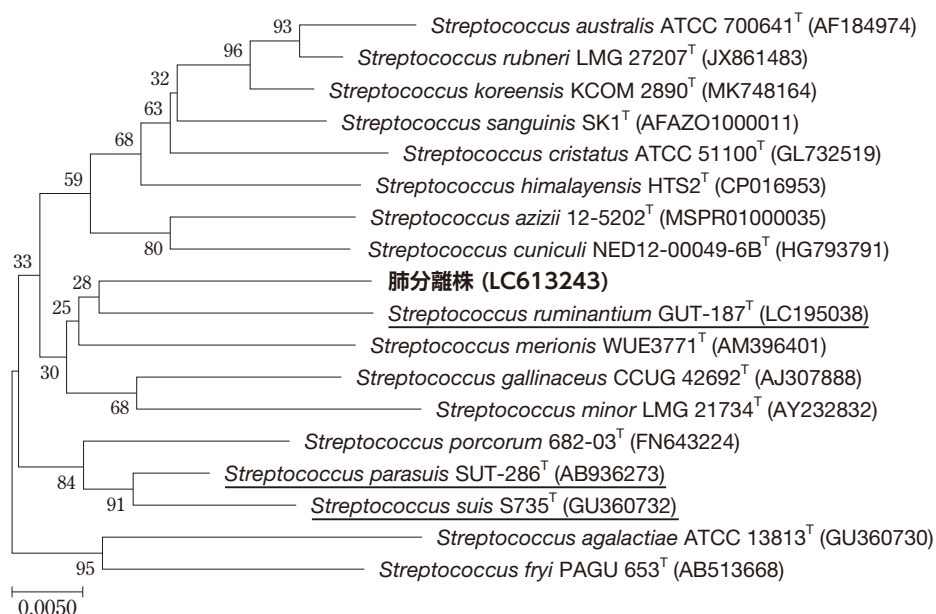 93
Streptococcus australis ATCC 700641ᵀ (AF184974)
96
Streptococcus rubneri LMG 27207ᵀ (JX861483)
32
Streptococcus koreensis KCOM 2890ᵀ (MK748164)
63
Streptococcus sanguinis SK1ᵀ (AFAZO1000011)
68
Streptococcus cristatus ATCC 51100ᵀ (GL732519)
59
Streptococcus himalayensis HTS2ᵀ (CP016953)
Streptococcus azizii 12-5202ᵀ (MSPR01000035)
80
Streptococcus cuniculi NED12-00049-6Bᵀ (HG793791)
33
28
肺分離株 (LC613243)
25
Streptococcus ruminantium GUT-187ᵀ (LC195038)
Streptococcus merionis WUE3771ᵀ (AM396401)
30
Streptococcus gallinaceus CCUG 42692ᵀ (AJ307888)
68
Streptococcus minor LMG 21734ᵀ (AY232832)
Streptococcus porcorum 682-03ᵀ (FN643224)
84
Streptococcus parasuis SUT-286ᵀ (AB936273)
91
Streptococcus suis S735ᵀ (GU360732)
Streptococcus agalactiae ATCC 13813ᵀ (GU360730)
95
Streptococcus fryi PAGU 653ᵀ (AB513668)
0.0050